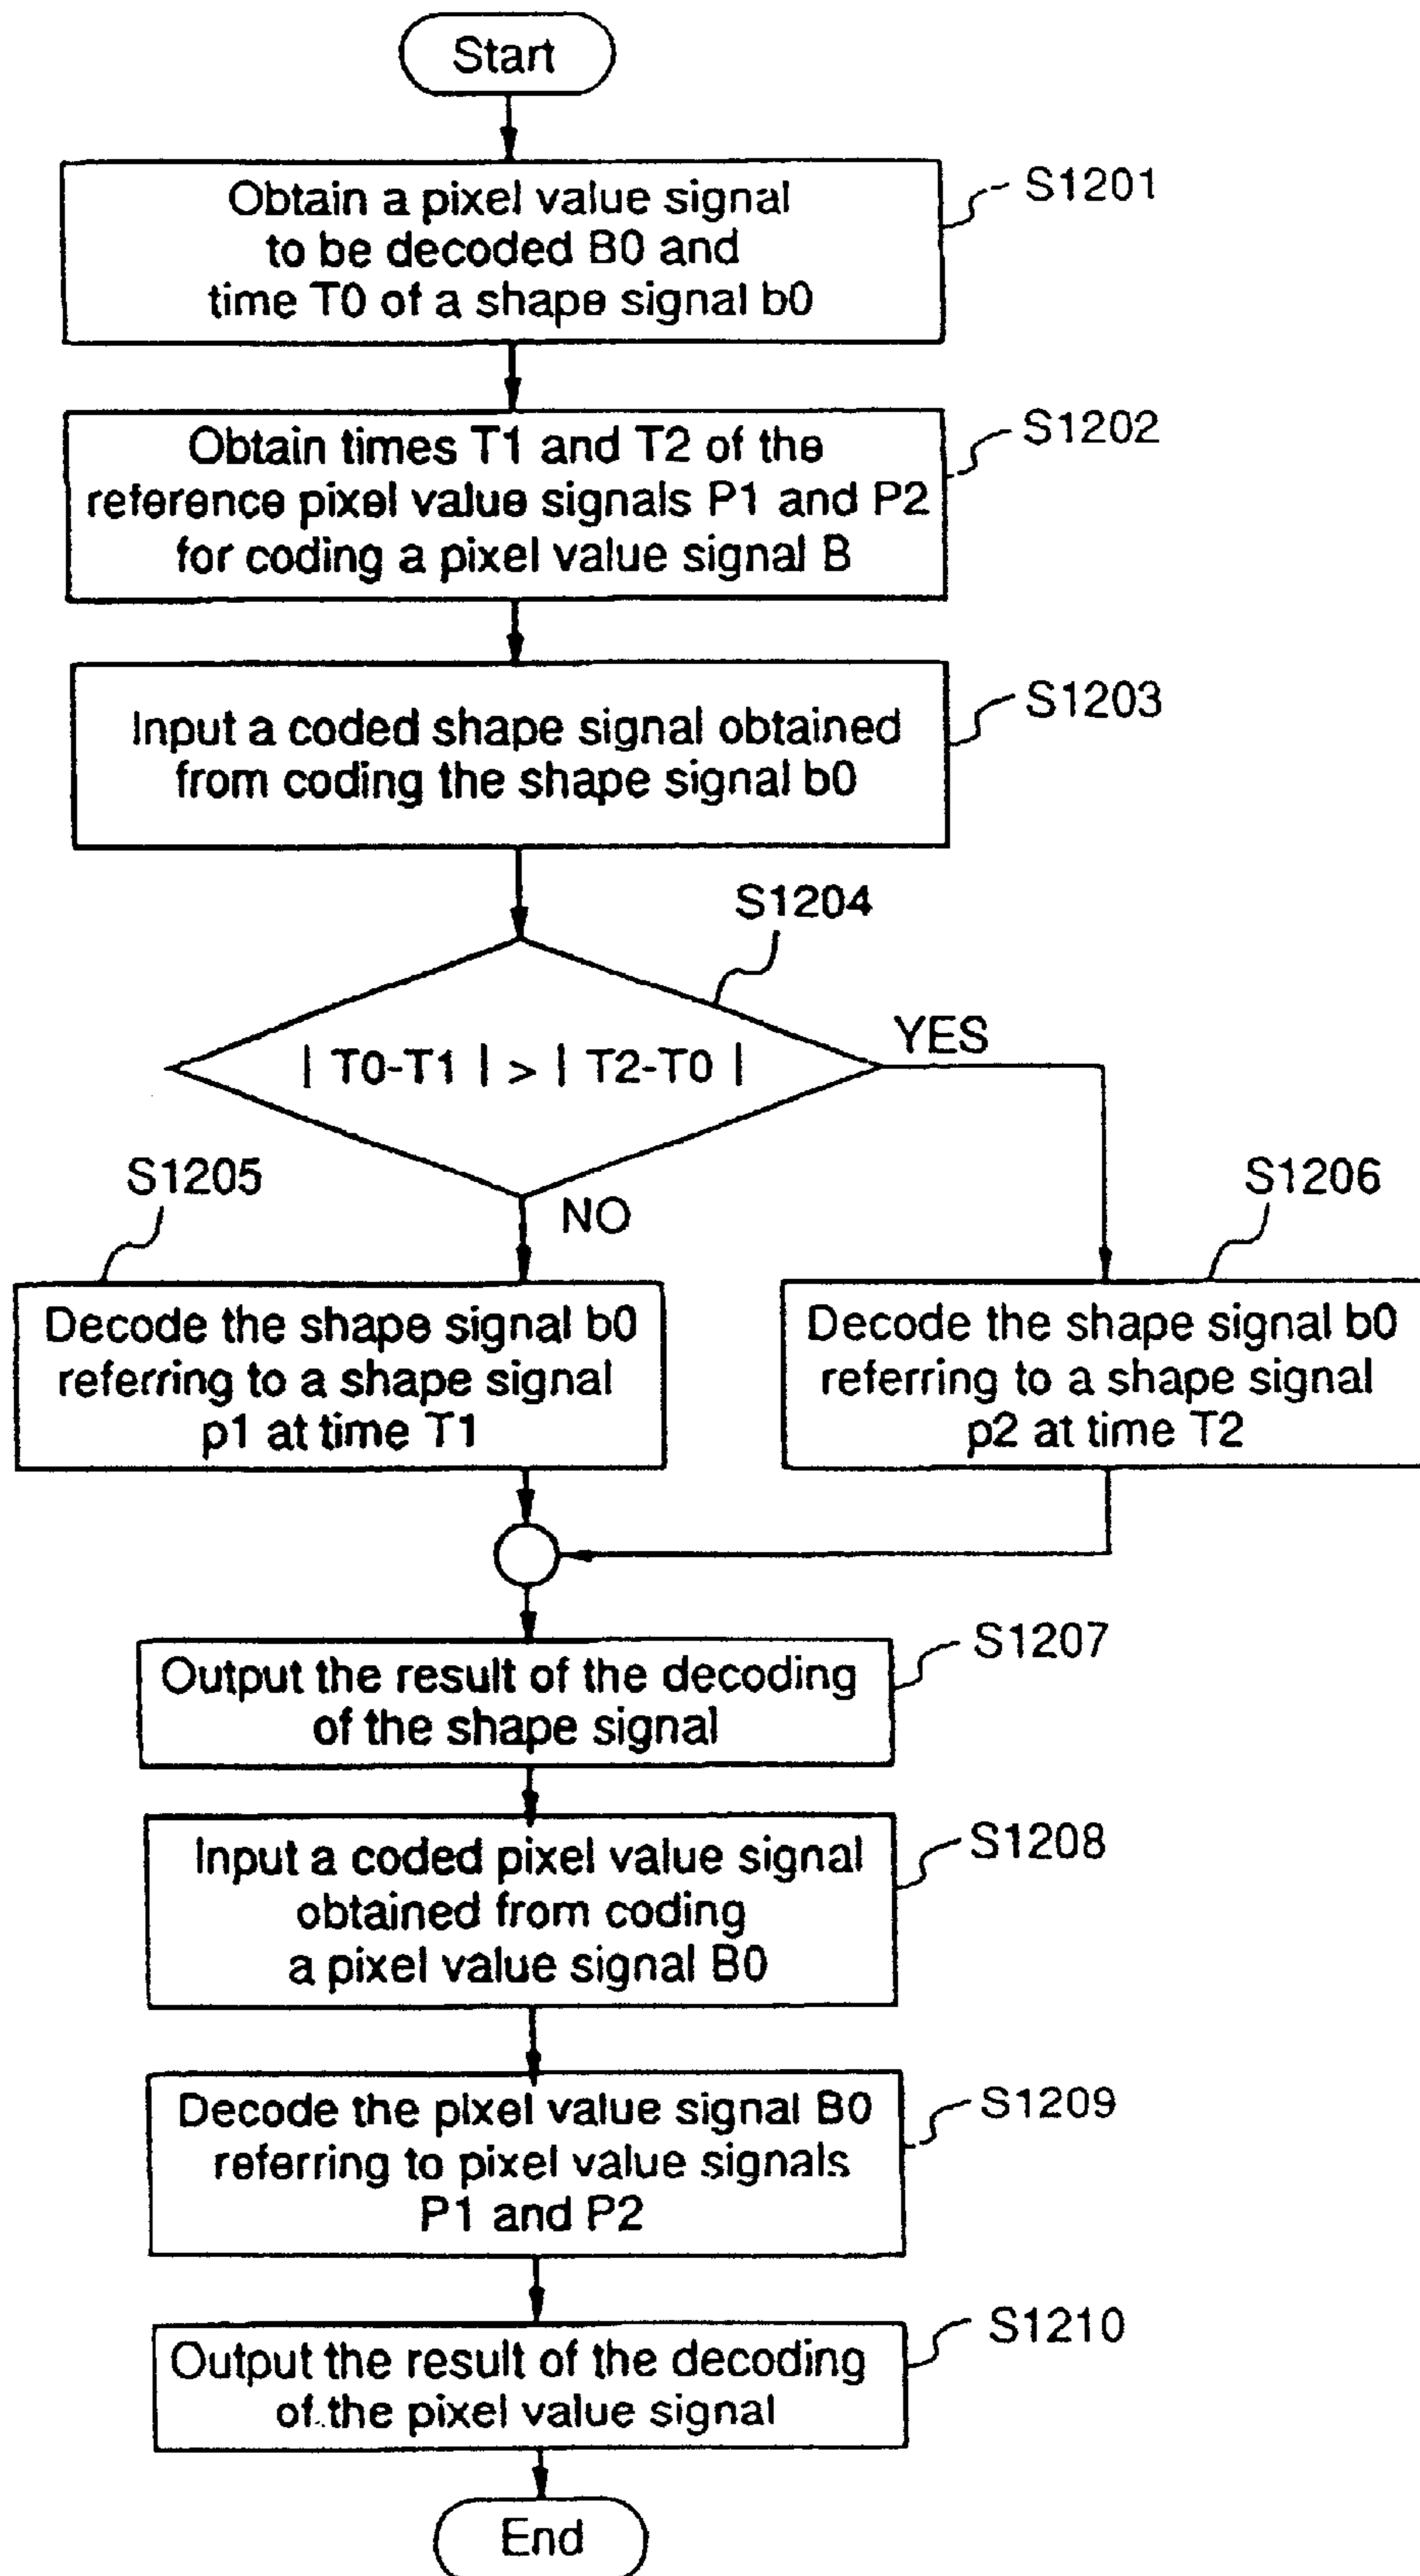 Start
Obtain a pixel value signal
to be decoded B0 and
time T0 of a shape signal b0
S1201
Obtain times T1 and T2 of the
reference pixel value signals P1 and P2
for coding a pixel value signal B
S1202
Input a coded shape signal obtained
from coding the shape signal b0
S1203
S1204
| T0-T1 | > | T2-T0 |
YES
NO
S1205
Decode the shape signal b0
referring to a shape signal
p1 at time T1
S1206
Decode the shape signal b0
referring to a shape signal
p2 at time T2
Output the result of the decoding
of the shape signal
S1207
Input a coded pixel value signal
obtained from coding
a pixel value signal B0
S1208
Decode the pixel value signal B0
referring to pixel value signals
P1 and P2
S1209
Output the result of the decoding
of the pixel value signal
S1210
End